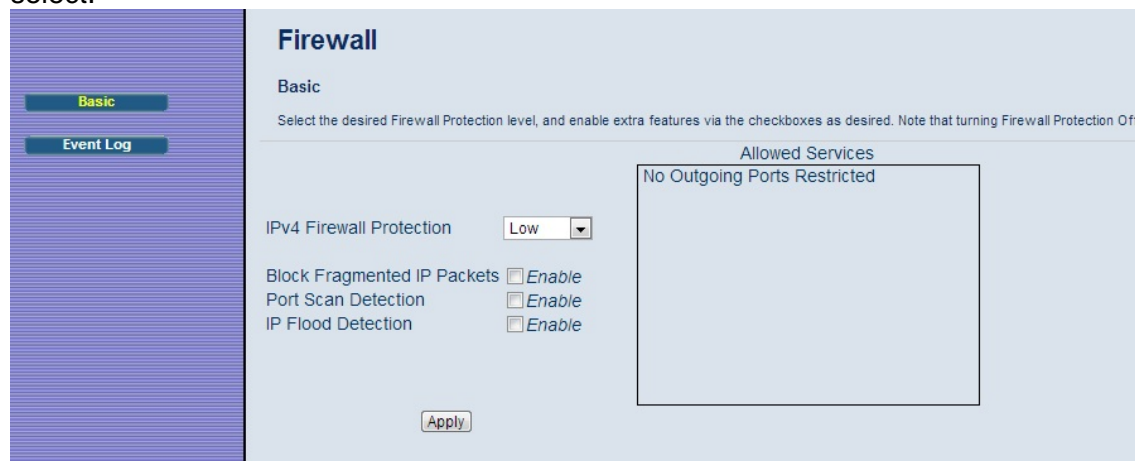 select.
Basic
Event Log
Firewall
Basic
Select the desired Firewall Protection level, and enable extra features via the checkboxes as desired. Note that turning Firewall Protection Of
Allowed Services
No Outgoing Ports Restricted
IPv4 Firewall Protection Low
Block Fragmented IP Packets Enable
Port Scan Detection Enable
IP Flood Detection Enable
Apply